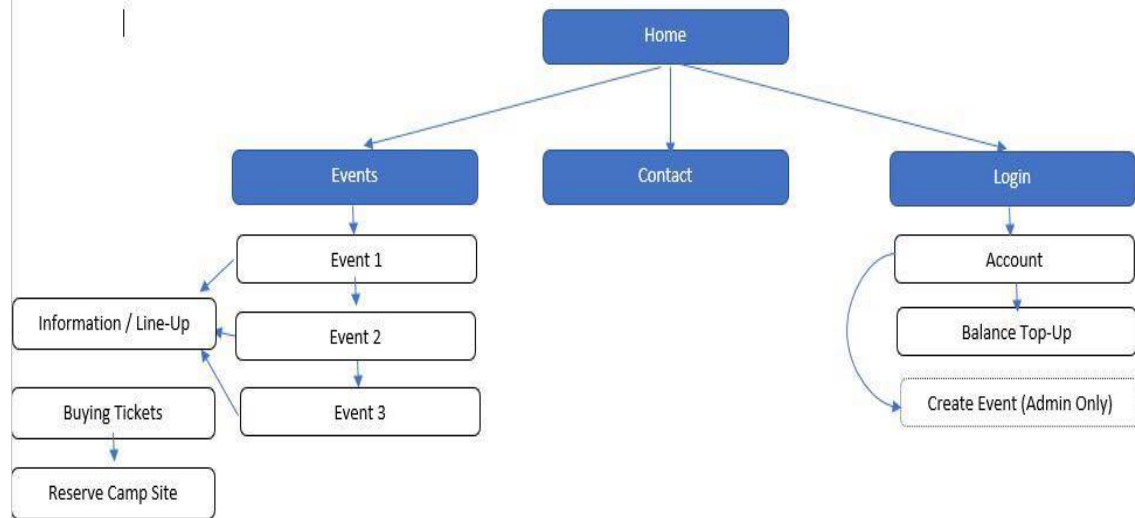 Home
Events
Contact
Login
Event 1
Account
Information / Line-Up
Event 2
Balance Top-Up
Buying Tickets
Event 3
Create Event (Admin Only)
Reserve Camp Site